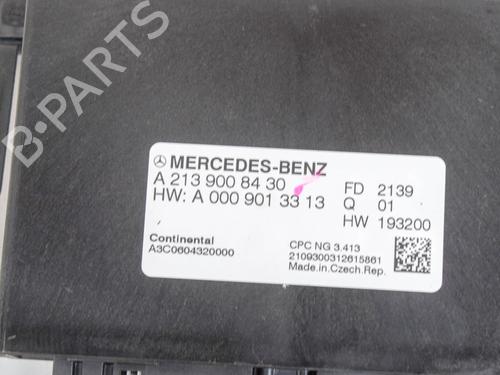 B-PARTS
MERCEDES-BENZ
A 213 900 84 30
HW: A 000 901 33 13
FD 2139
Q 01
HW 193200
Continental
A3C0604320000
CPC NG 3.413
2109300312615861
Made.in.Czech.Rep.